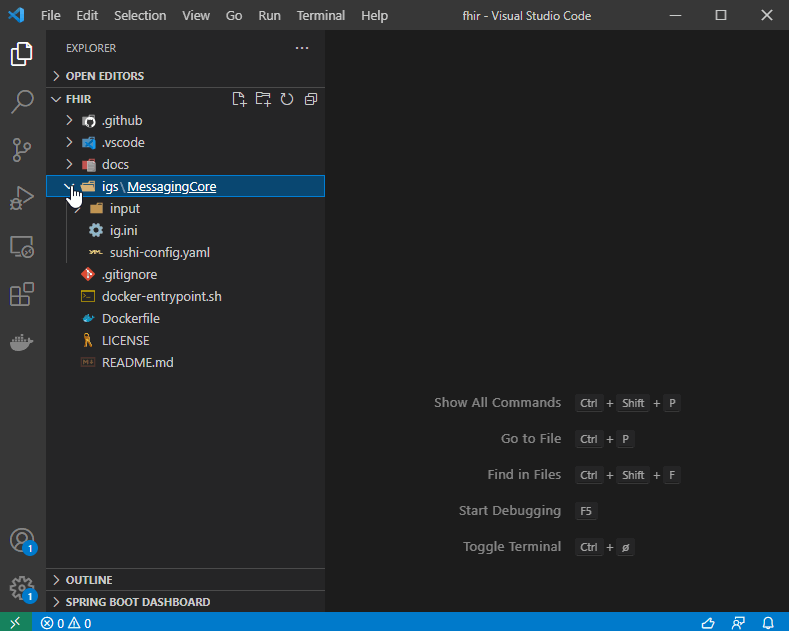 File Edit Selection View Go Run Terminal Help fhir - Visual Studio Code
EXPLORER
OPEN EDITORS
FHIR
.github
.vscode
docs
igs\MessagingCore
input
ig.ini
sushi-config.yaml
.gitignore
docker-entrypoint.sh
Dockerfile
LICENSE
README.md
Show All Commands Ctrl + Shift + P
Go to File Ctrl + P
Find in Files Ctrl + Shift + F
Start Debugging F5
Toggle Terminal Ctrl + ø
1
1
OUTLINE
SPRING BOOT DASHBOARD
0 0